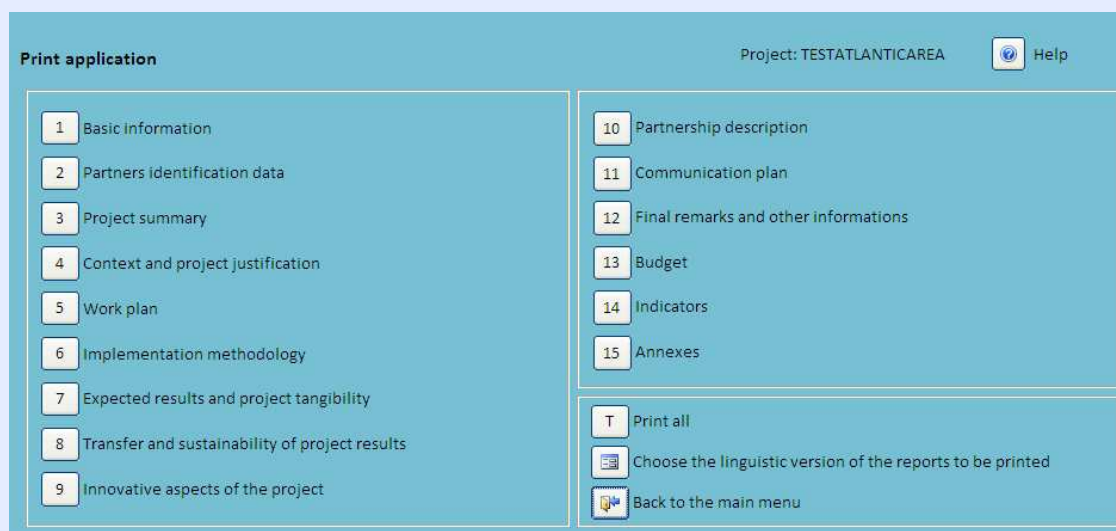 Print application
Project: TESTATLANTICAREA
Help
1 Basic information
2 Partners identification data
3 Project summary
4 Context and project justification
5 Work plan
6 Implementation methodology
7 Expected results and project tangibility
8 Transfer and sustainability of project results
9 Innovative aspects of the project
10 Partnership description
11 Communication plan
12 Final remarks and other informations
13 Budget
14 Indicators
15 Annexes
T Print all
Choose the linguistic version of the reports to be printed
Back to the main menu